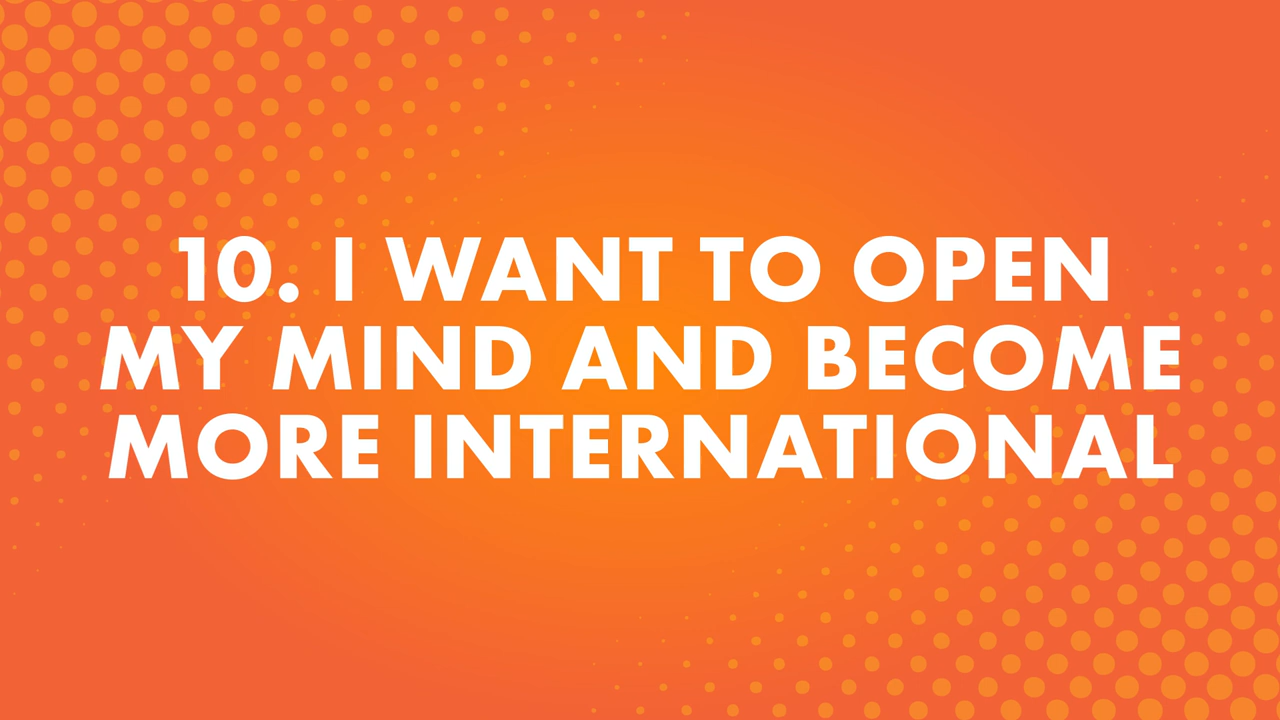 10. I WANT TO OPEN
MY MIND AND BECOME
MORE INTERNATIONAL